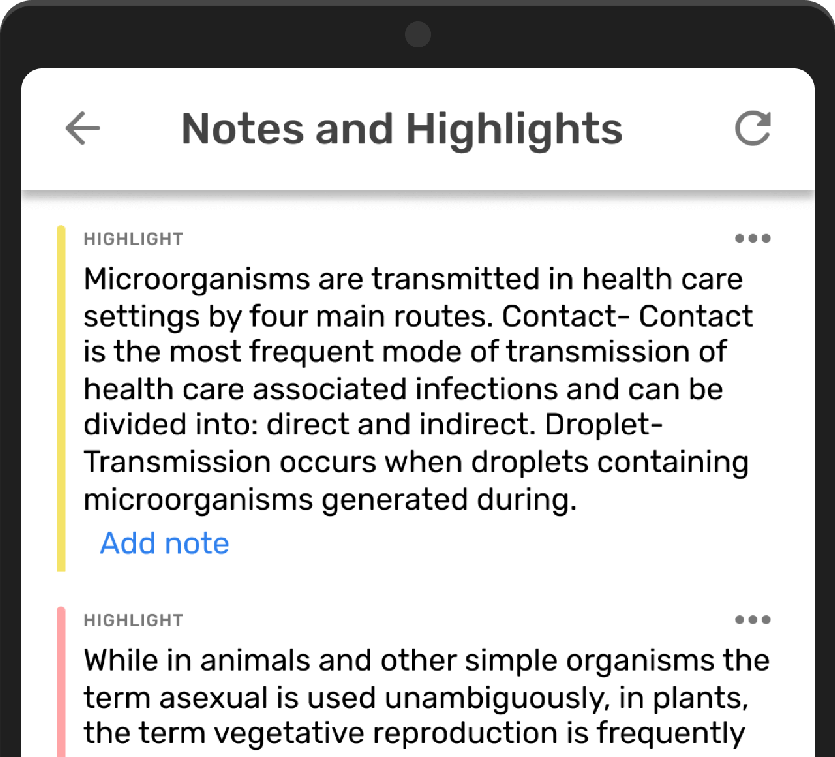 Notes and Highlights
HIGHLIGHT
Microorganisms are transmitted in health care
settings by four main routes. Contact- Contact
is the most frequent mode of transmission of
health care associated infections and can be
divided into: direct and indirect. Droplet-
Transmission occurs when droplets containing
microorganisms generated during.
Add note
HIGHLIGHT
While in animals and other simple organisms the
term asexual is used unambiguously, in plants,
the term vegetative reproduction is frequently